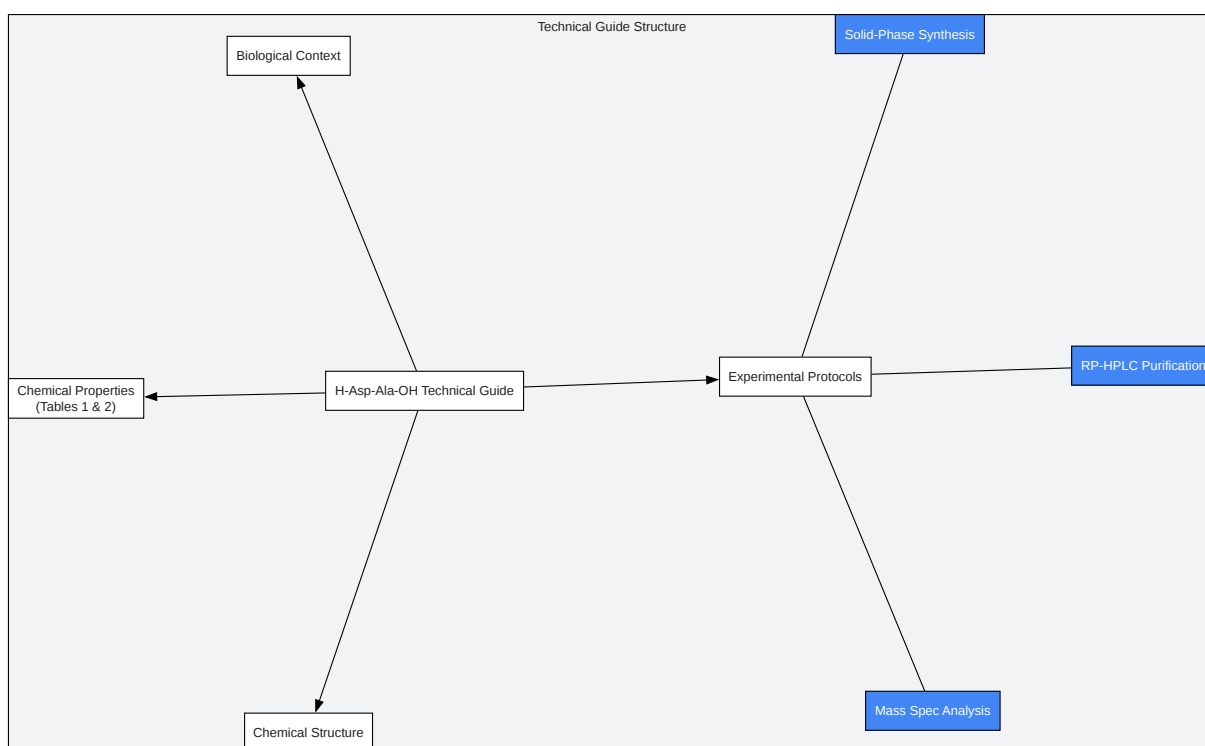 Technical Guide Structure
Solid-Phase Synthesis
Biological Context
RP-HPLC Purification
Experimental Protocols
H-Asp-Ala-OH Technical Guide
Chemical Properties
(Tables 1 & 2)
Mass Spec Analysis
Chemical Structure